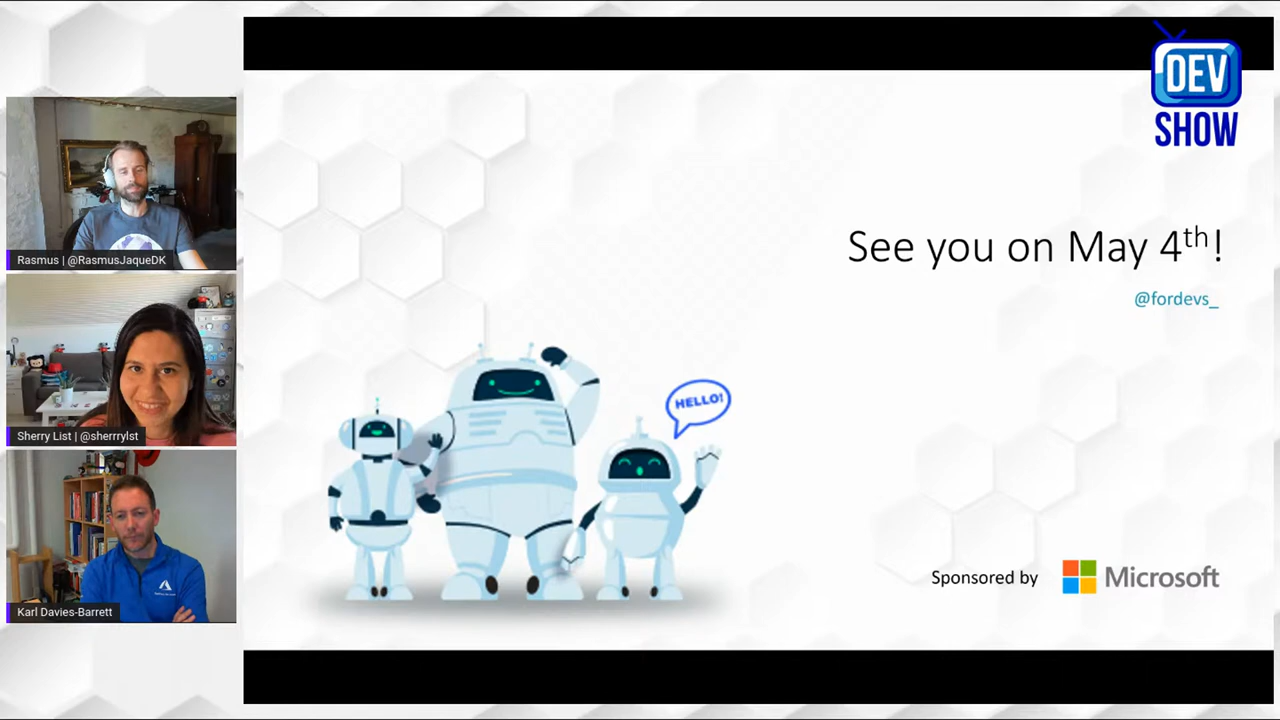 DEV
SHOW
Rasmus | @RasmusJaqueDK
Sherry List | @sherrrylst
Karl Davies-Barrett
See you on May 4th!
@fordevs_
HELLO!
Sponsored by
Microsoft